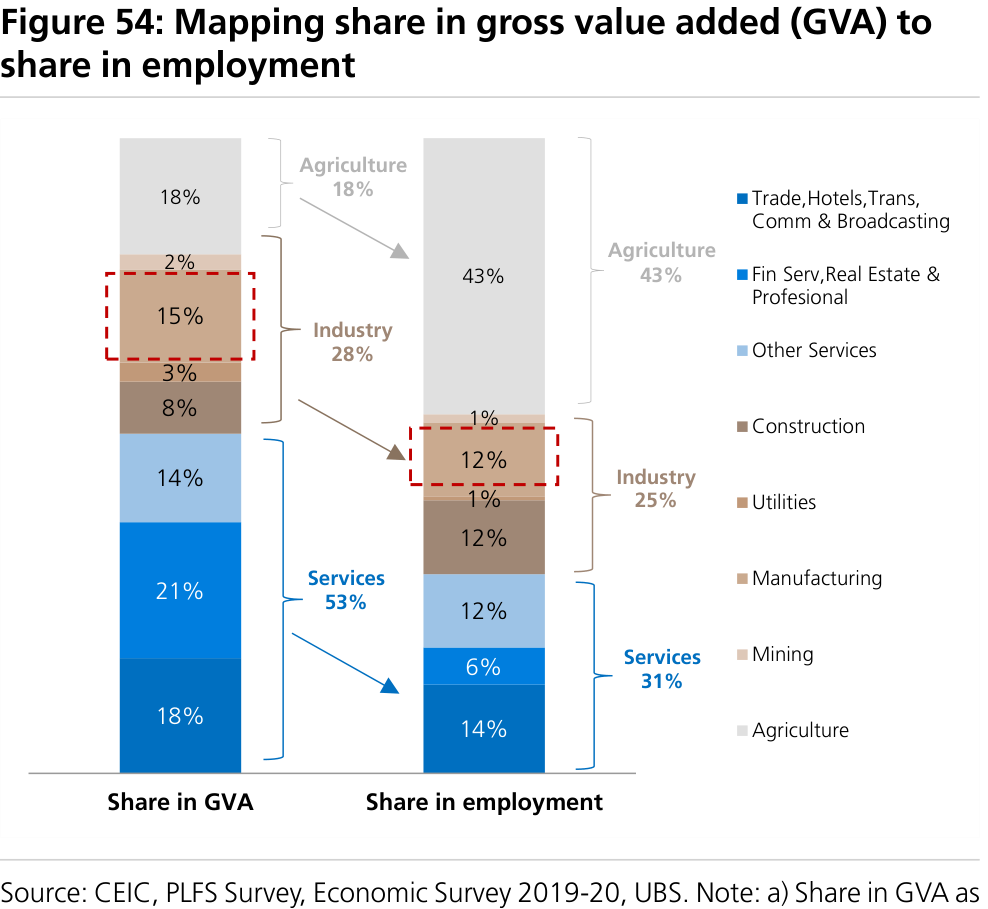 Figure 54: Mapping share in gross value added (GVA) to
share in employment
18%
2%
15%
3%
8%
14%
21%
18%
Agriculture
18%
Industry
28%
Services
53%
43%
1%
12%
1%
12%
12%
6%
14%
Agriculture
43%
Industry
25%
Services
31%
Trade,Hotels,Trans,
Comm & Broadcasting
Fin Serv,Real Estate &
Profesional
Other Services
Construction
Utilities
Manufacturing
Mining
Agriculture
Share in GVA
Share in employment
Source: CEIC, PLFS Survey, Economic Survey 2019-20, UBS. Note: a) Share in GVA as